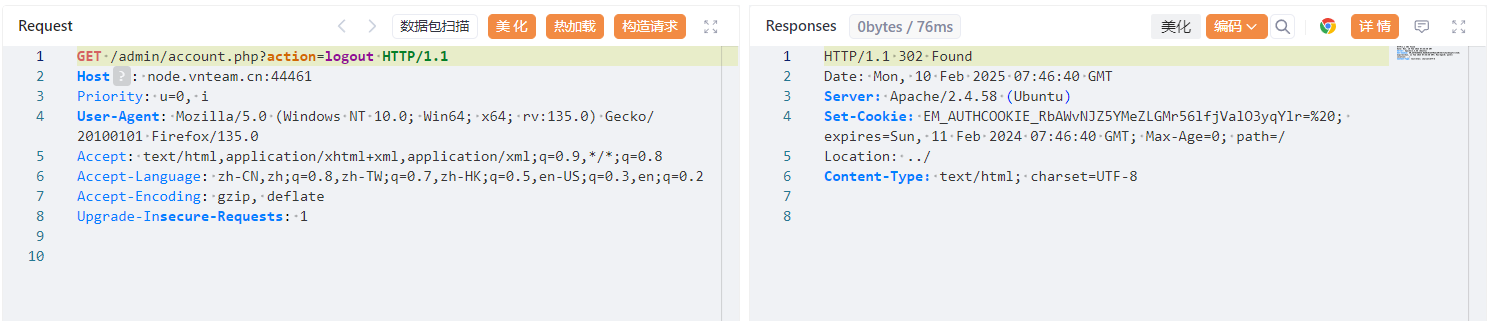 Request
数据包扫描
美化
热加载
构造请求
1 GET /admin/account.php?action=logout HTTP/1.1
2 Host ? : node.vnteam.cn:44461
3 Priority: u=0, i
4 User-Agent: Mozilla/5.0 (Windows NT 10.0; Win64; x64; rv:135.0) Gecko/
20100101 Firefox/135.0
5 Accept: text/html,application/xhtml+xml,application/xml;q=0.9,*/*;q=0.8
6 Accept-Language: zh-CN,zh;q=0.8,zh-TW;q=0.7,zh-HK;q=0.5,en-US;q=0.3,en;q=0.2
7 Accept-Encoding: gzip, deflate
8 Upgrade-Insecure-Requests: 1
9
10
Responses
0bytes / 76ms
美化
编码
详情
1 HTTP/1.1 302 Found
2 Date: Mon, 10 Feb 2025 07:46:40 GMT
3 Server: Apache/2.4.58 (Ubuntu)
4 Set-Cookie: EM_AUTHCOOKIE_RbAWvNJZ5YMeZLGMr56lfjValO3yqYlr=%20;
expires=Sun, 11 Feb 2024 07:46:40 GMT; Max-Age=0; path=/
5 Location: ../
6 Content-Type: text/html; charset=UTF-8
7
8